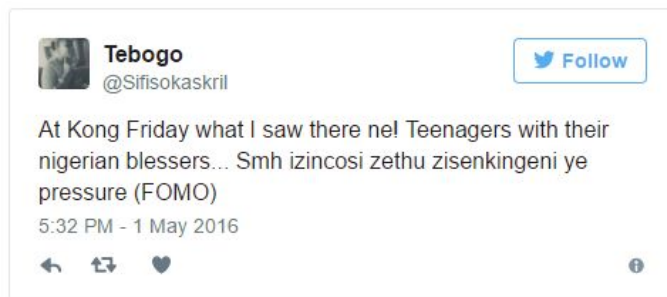 Tebogo
@Sifisokaskril
Follow
At Kong Friday what I saw there ne! Teenagers with their
nigerian blessers... Smh izincosi zethu zisenkingeni ye
pressure (FOMO)
5:32 PM - 1 May 2016